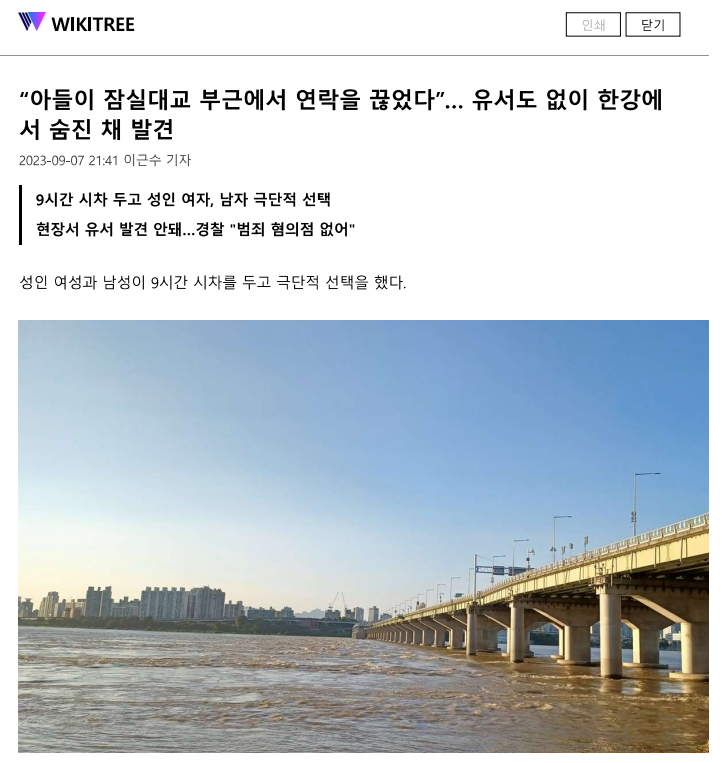 WIKITREE
인쇄
닫기
“아들이 잠실대교 부근에서 연락을 끊었다”... 유서도 없이 한강에
서 숨진 채 발견
2023-09-07 21:41 이근수 기자
9시간 시차 두고 성인 여자, 남자 극단적 선택
현장서 유서 발견 안돼...경찰 "범죄 혐의점 없어"
성인 여성과 남성이 9시간 시차를 두고 극단적 선택을 했다.